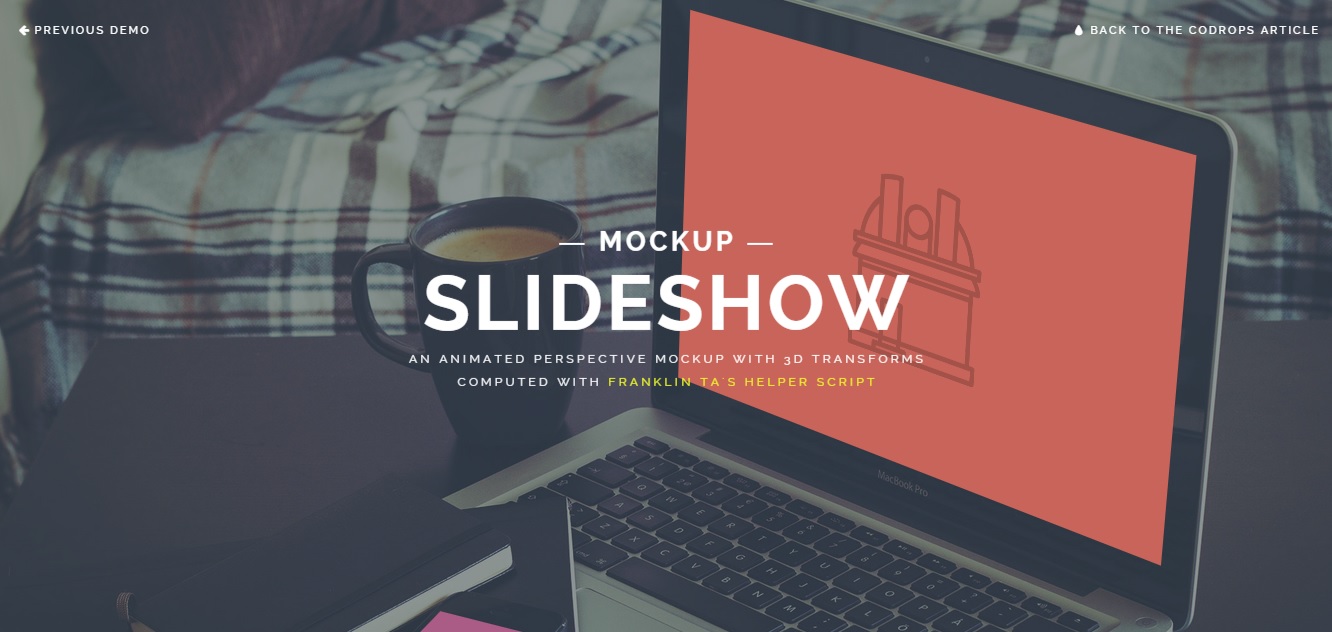 PREVIOUS DEMO
BACK TO THE CODROPS ARTICLE
— MOCKUP —
SLIDESHOW
AN ANIMATED PERSPECTIVE MOCKUP WITH 3D TRANSFORMS
COMPUTED WITH FRANKLIN TA'S HELPER SCRIPT
MacBook Pro